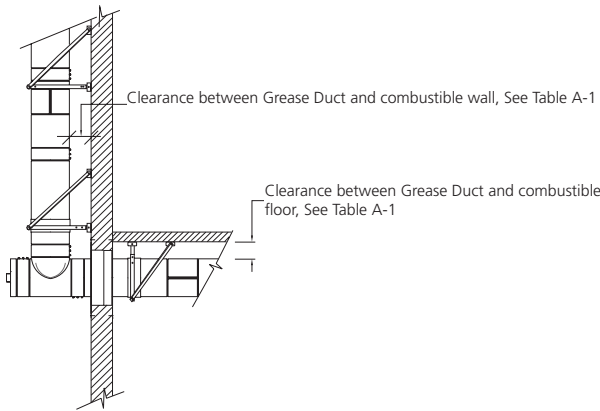 Clearance between Grease Duct and combustible wall, See Table A-1
Clearance between Grease Duct and combustible
floor, See Table A-1